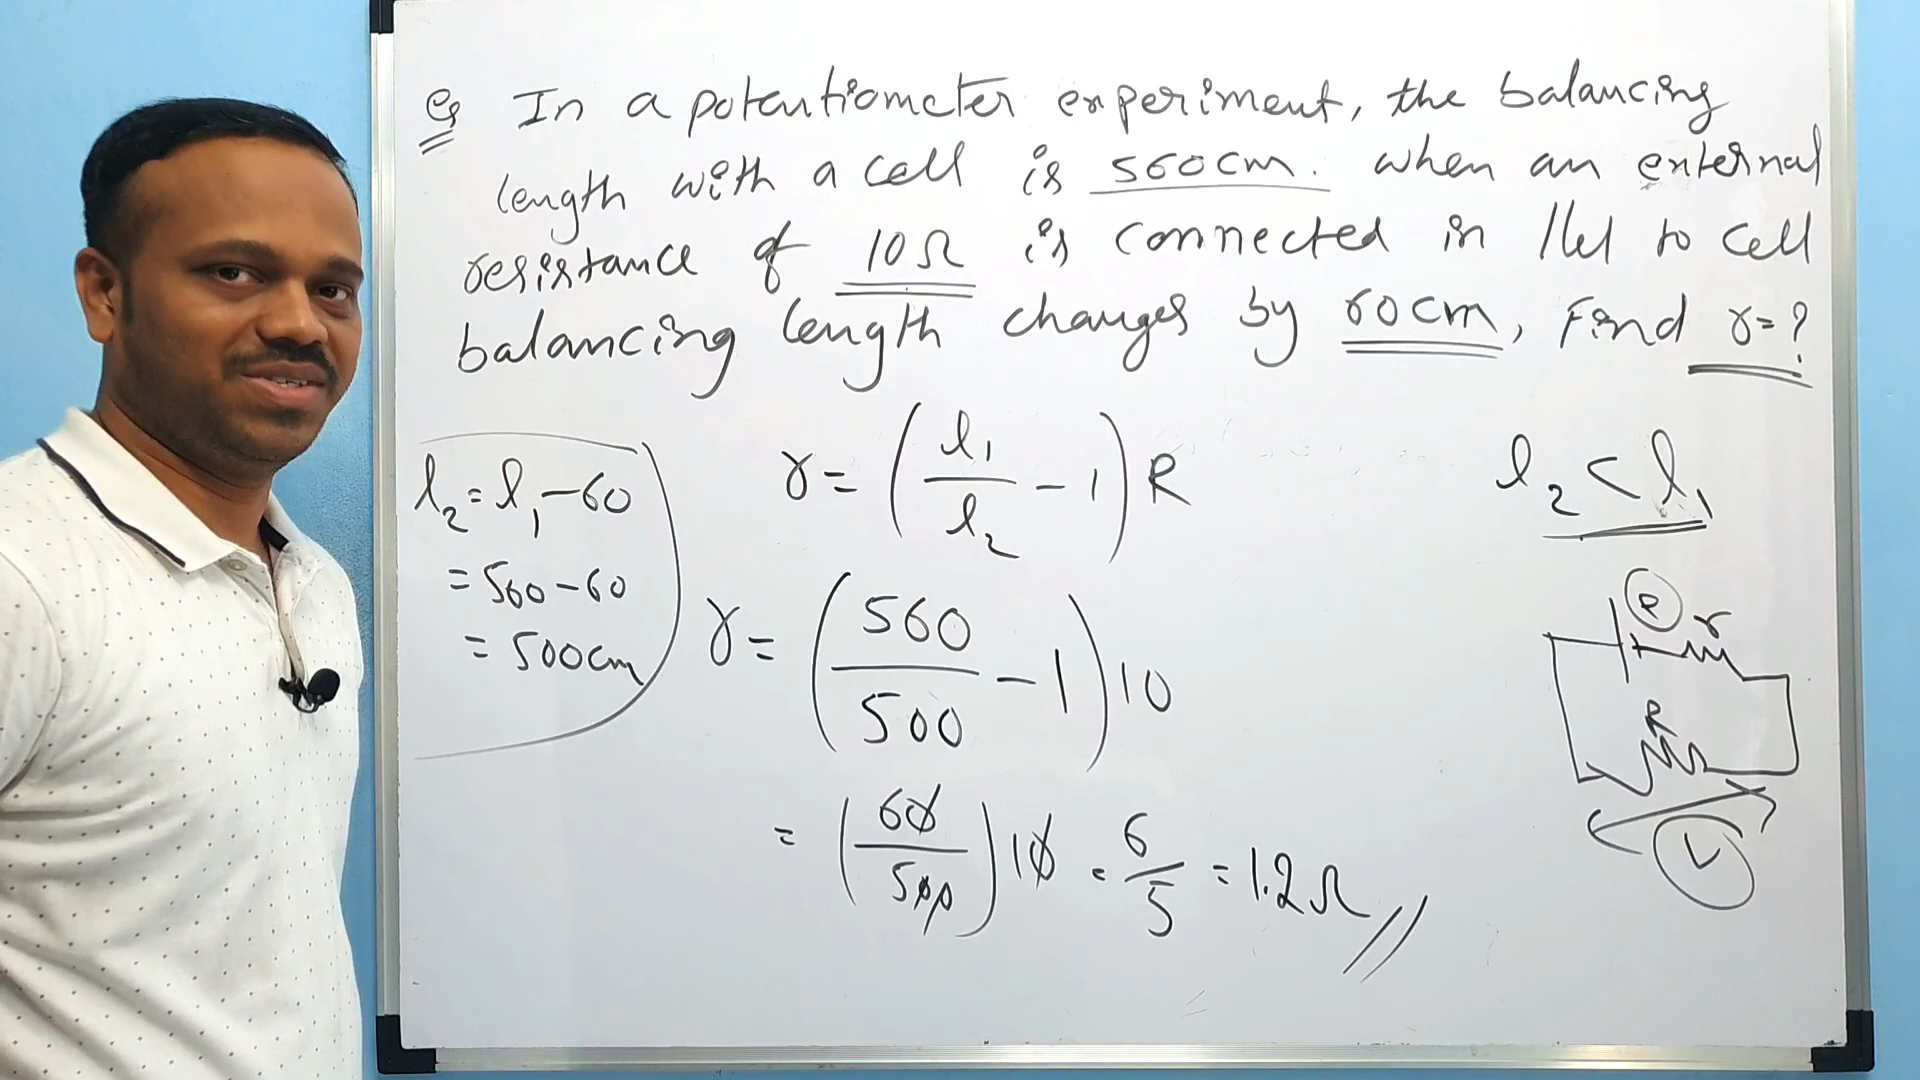 Q In a potentiometer experiment, the balancing
length with a cell is 560cm. when an external
resistance of 10Ω is connected in //el to cell
balancing length changes by 60cm, Find r=?
l₂ = l₁ - 60
= 560 - 60
= 500cm
r = (l₁/l₂ - 1) R
r = (560/500 - 1) 10
= (60/500) 10 = 6/5 = 1.2Ω //
l₂ < l₁
e
r
R
V